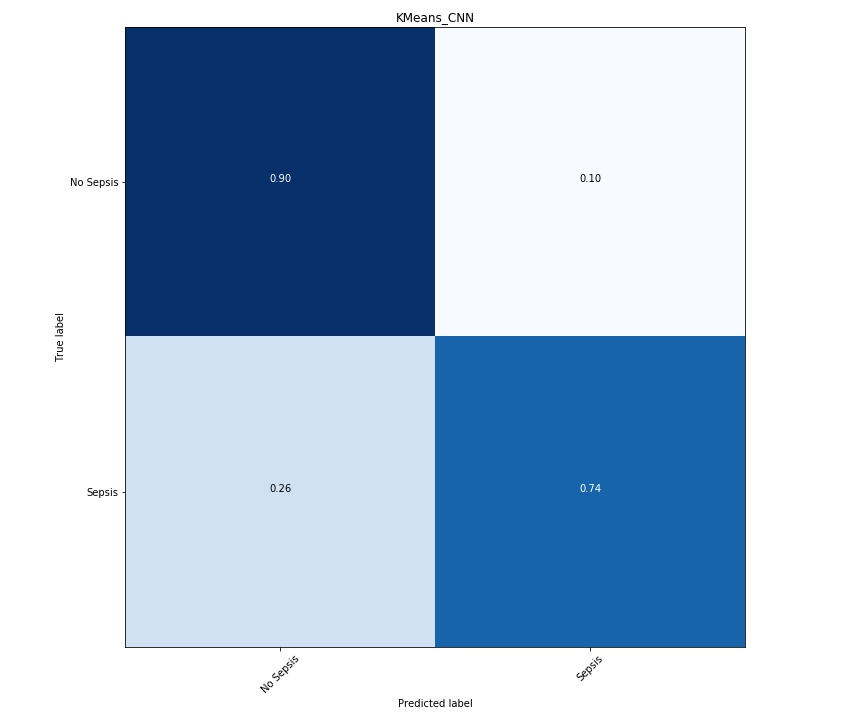 KMeans_CNN
No Sepsis
0.90
0.10
True label
Sepsis
0.26
0.74
No Sepsis
Sepsis
Predicted label